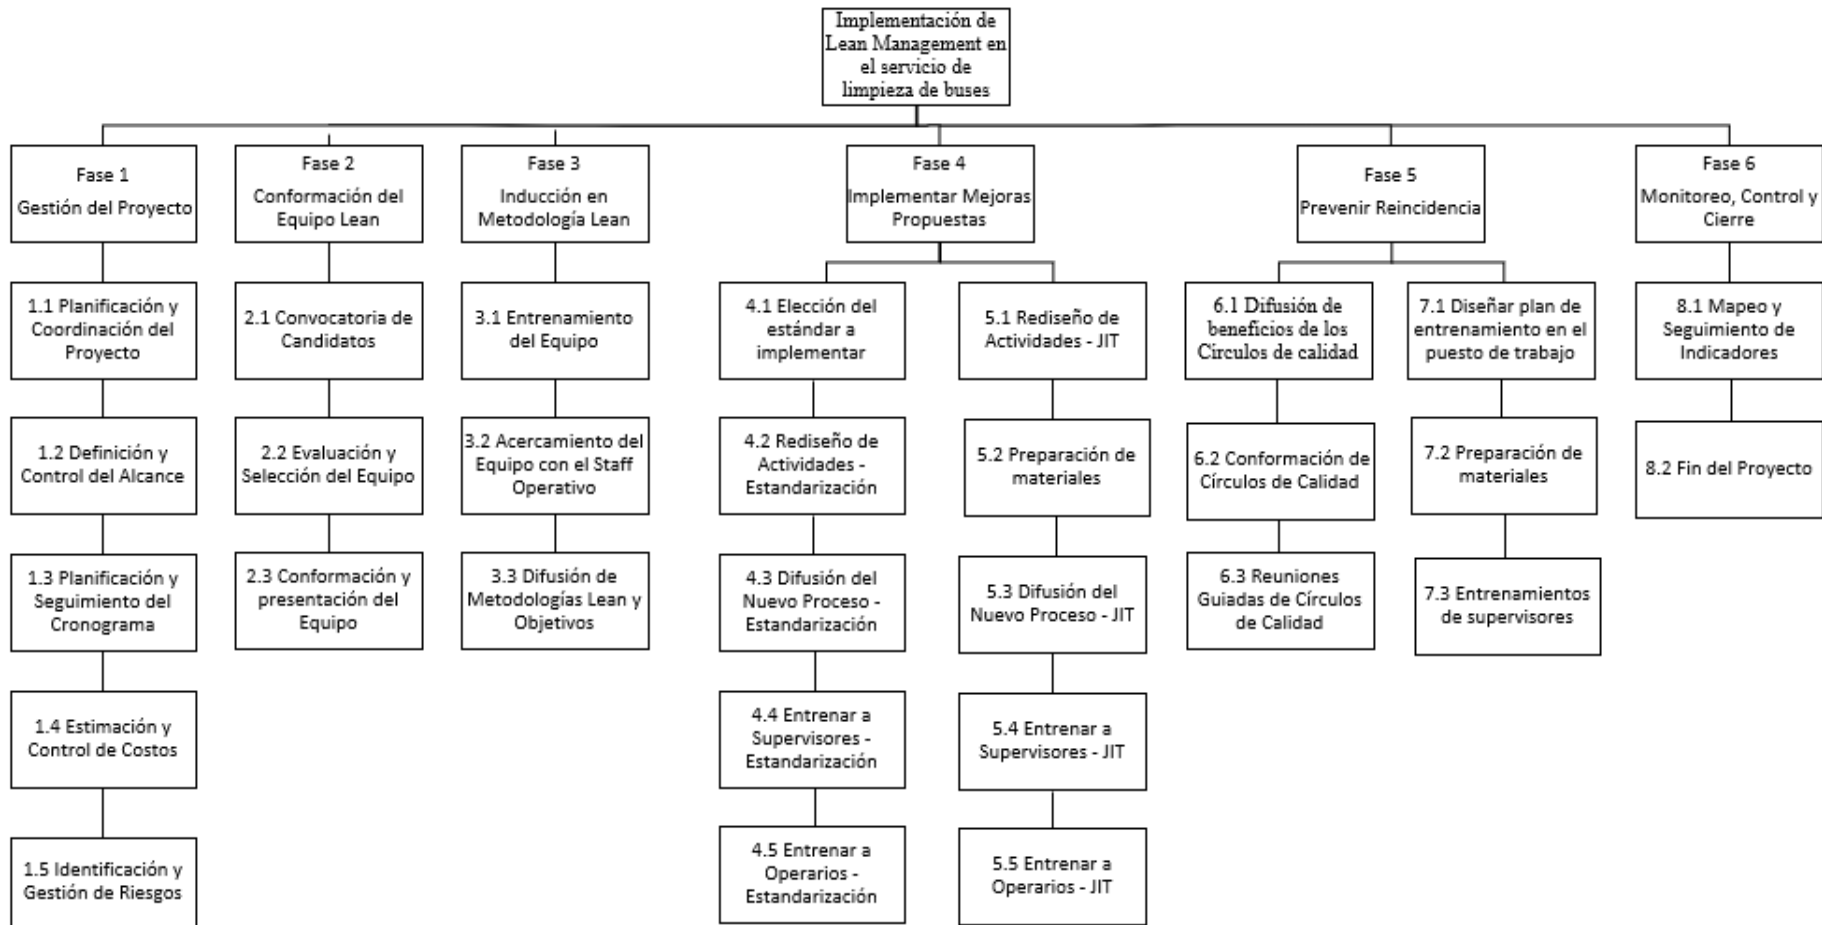 Implementación de
Lean Management en
el servicio de
limpieza de buses
Fase 1
Gestión del Proyecto
Fase 2
Conformación del
Equipo Lean
Fase 3
Inducción en
Metodología Lean
Fase 4
Implementar Mejoras
Propuestas
Fase 5
Prevenir Reincidencia
Fase 6
Monitoreo, Control y
Cierre
1.1 Planificación y
Coordinación del
Proyecto
2.1 Convocatoria de
Candidatos
3.1 Entrenamiento
del Equipo
4.1 Elección del
estándar a
implementar
5.1 Rediseño de
Actividades - JIT
6.1 Difusión de
beneficios de los
Círculos de calidad
7.1 Diseñar plan de
entrenamiento en el
puesto de trabajo
8.1 Mapeo y
Seguimiento de
Indicadores
1.2 Definición y
Control del Alcance
2.2 Evaluación y
Selección del Equipo
3.2 Acercamiento del
Equipo con el Staff
Operativo
4.2 Rediseño de
Actividades -
Estandarización
5.2 Preparación de
materiales
6.2 Conformación de
Círculos de Calidad
7.2 Preparación de
materiales
8.2 Fin del Proyecto
1.3 Planificación y
Seguimiento del
Cronograma
2.3 Conformación y
presentación del
Equipo
3.3 Difusión de
Metodologías Lean y
Objetivos
4.3 Difusión del
Nuevo Proceso -
Estandarización
5.3 Difusión del
Nuevo Proceso - JIT
6.3 Reuniones
Guiadas de Círculos
de Calidad
7.3 Entrenamientos
de supervisores
1.4 Estimación y
Control de Costos
4.4 Entrenar a
Supervisores -
Estandarización
5.4 Entrenar a
Supervisores - JIT
1.5 Identificación y
Gestión de Riesgos
4.5 Entrenar a
Operarios -
Estandarización
5.5 Entrenar a
Operarios - JIT